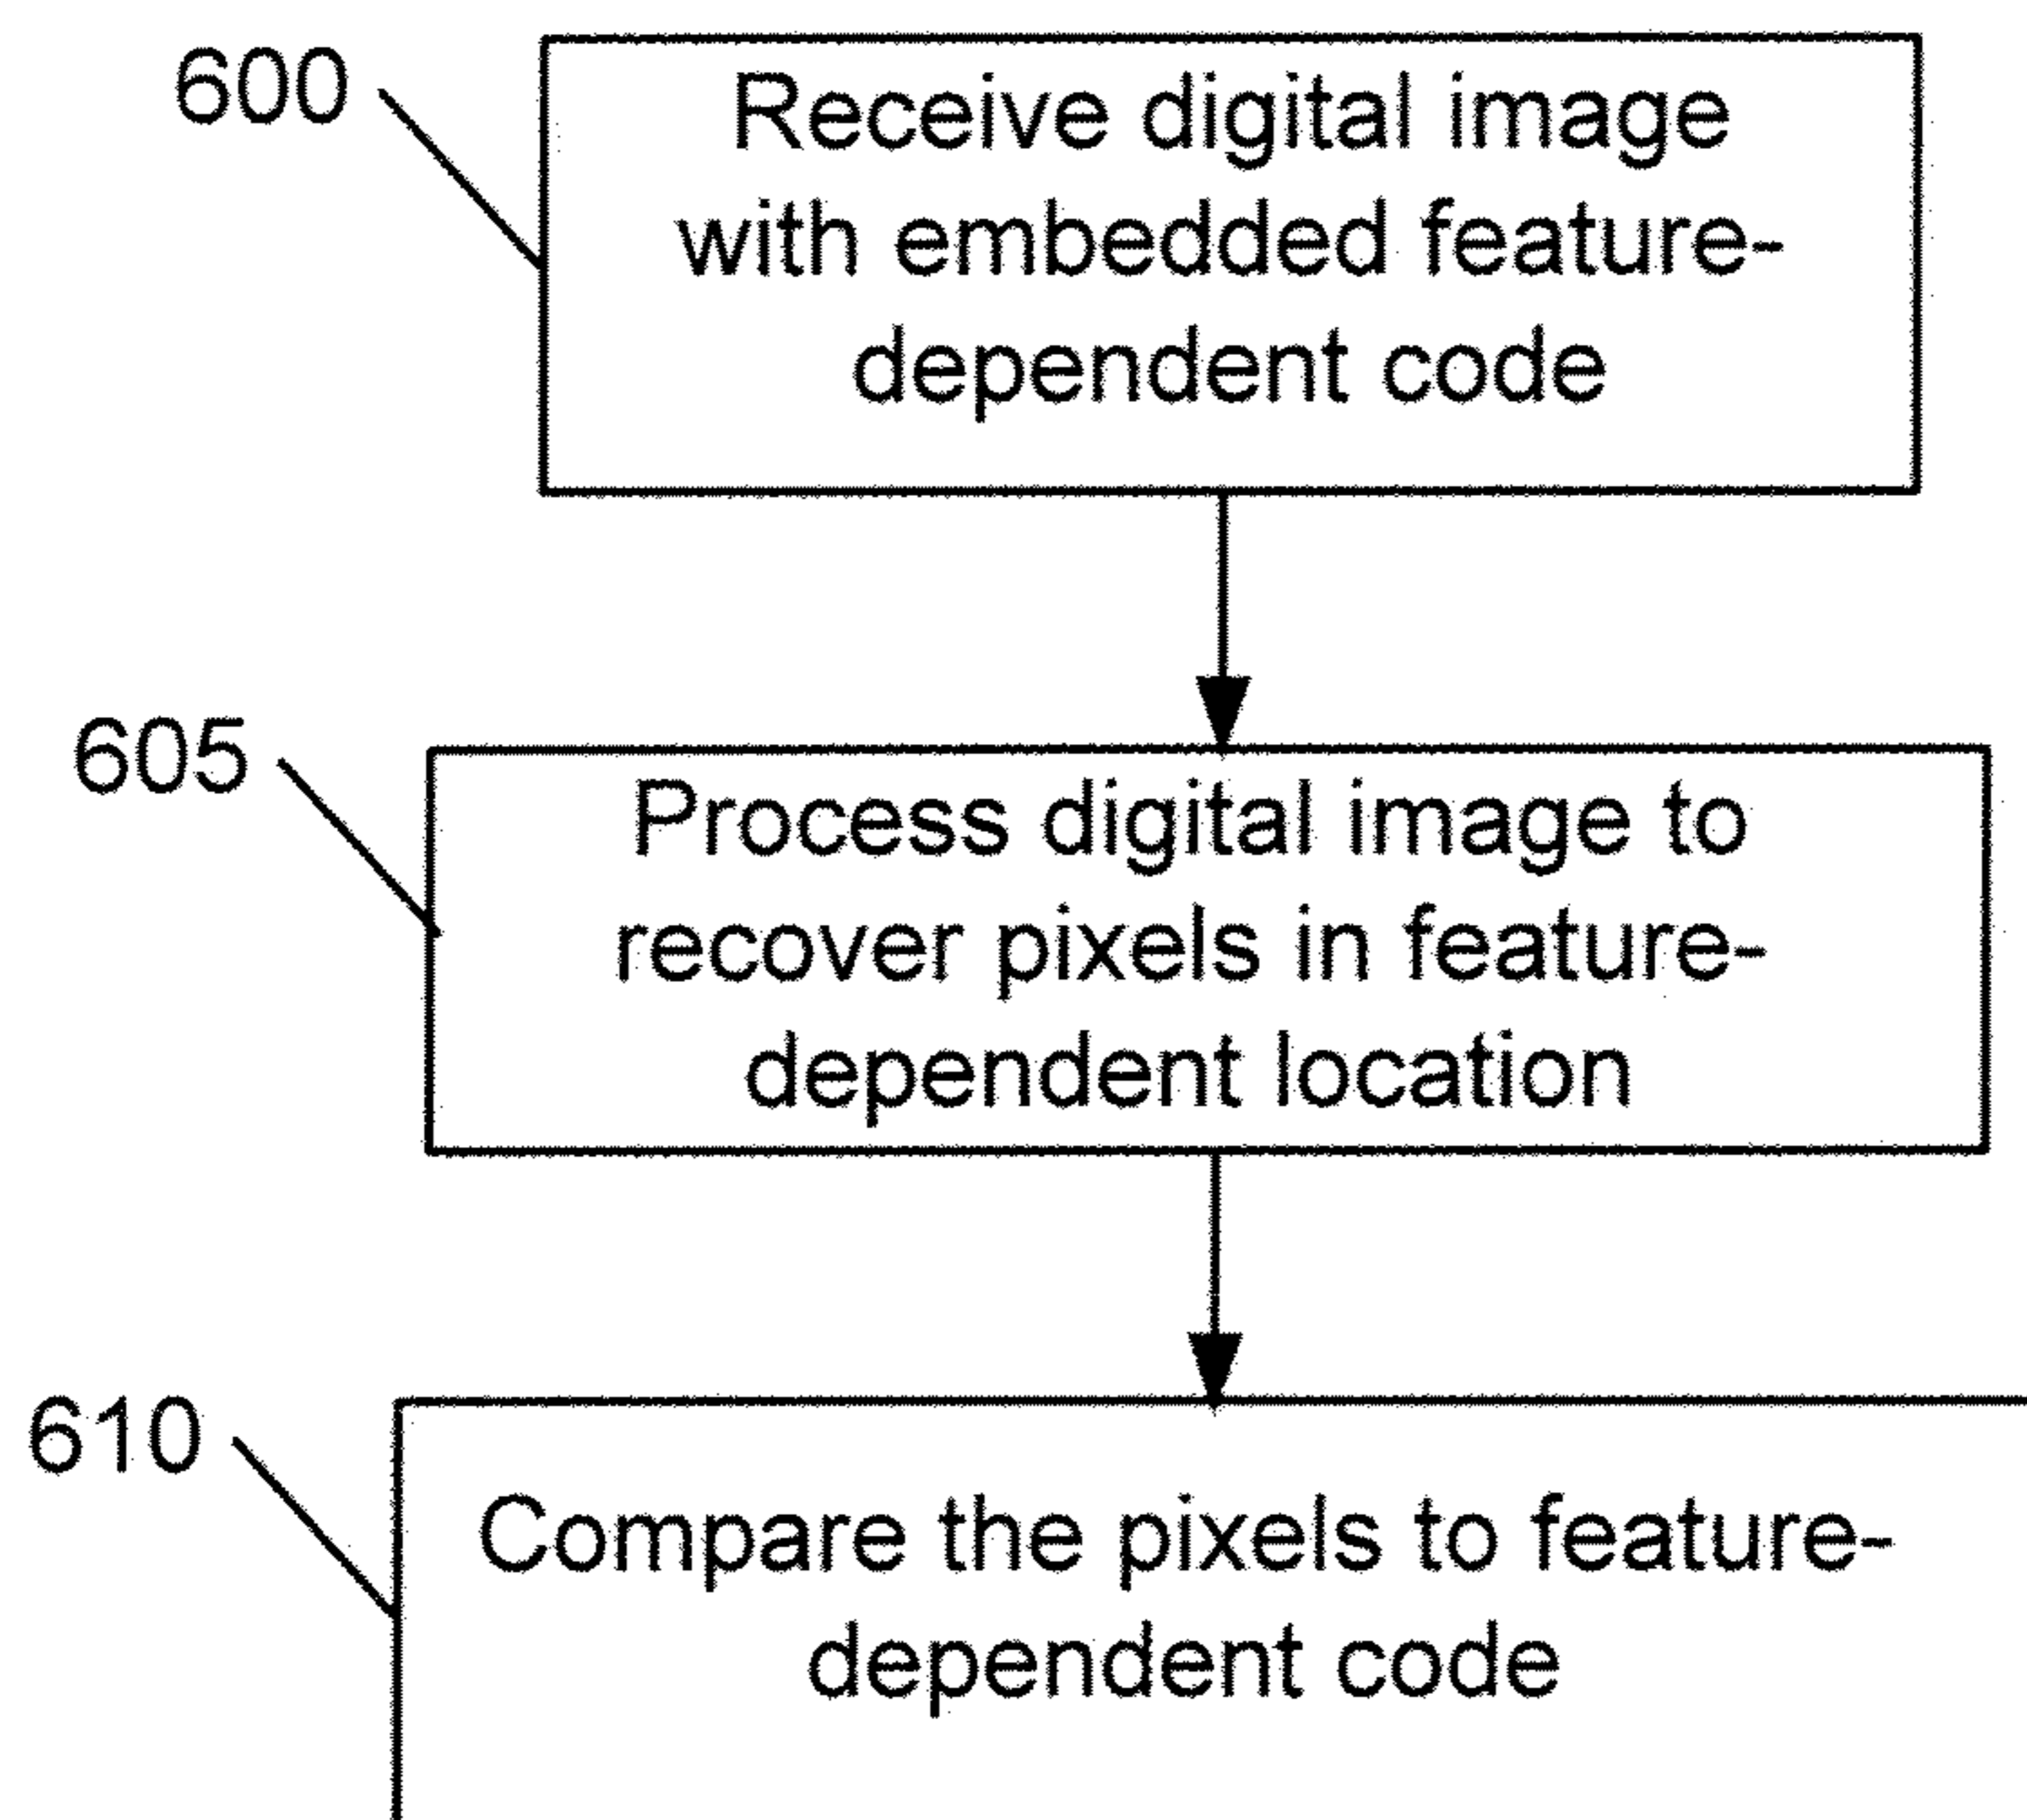 600
Receive digital image
with embedded feature-
dependent code
605
Process digital image to
recover pixels in feature-
dependent location
610
Compare the pixels to feature-
dependent code